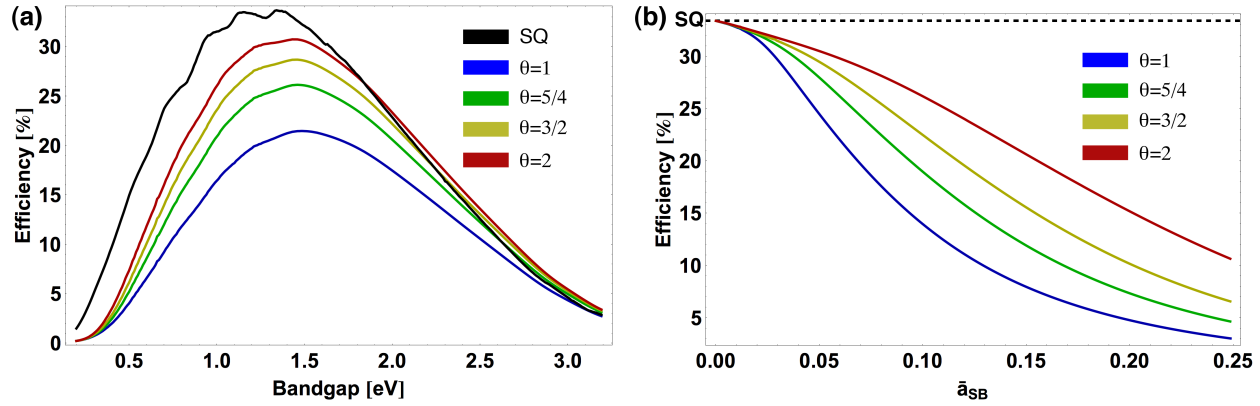 (a)
Efficiency [%]
30
25
20
15
10
5
0
0.5 1.0 1.5 2.0 2.5 3.0
Bandgap [eV]
SQ
θ=1
θ=5/4
θ=3/2
θ=2
(b)
Efficiency [%]
SQ
30
25
20
15
10
5
0.00 0.05 0.10 0.15 0.20 0.25
āSB
θ=1
θ=5/4
θ=3/2
θ=2